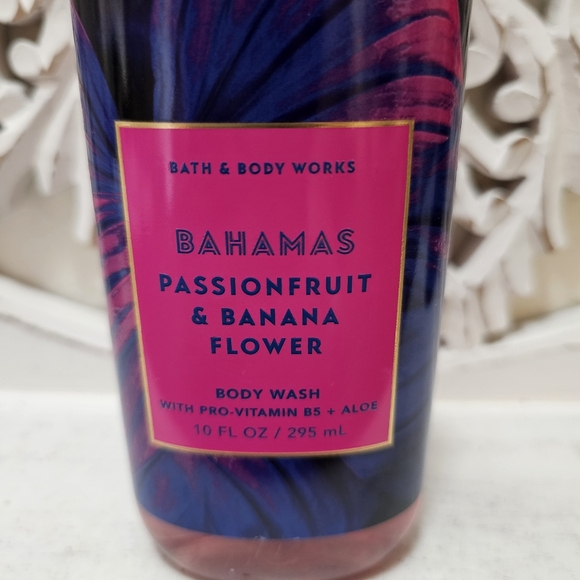 BATH & BODY WORKS
BAHAMAS
PASSIONFRUIT
& BANANA
FLOWER
BODY WASH
WITH PRO-VITAMIN B5 + ALOE
10 FL OZ / 295 mL